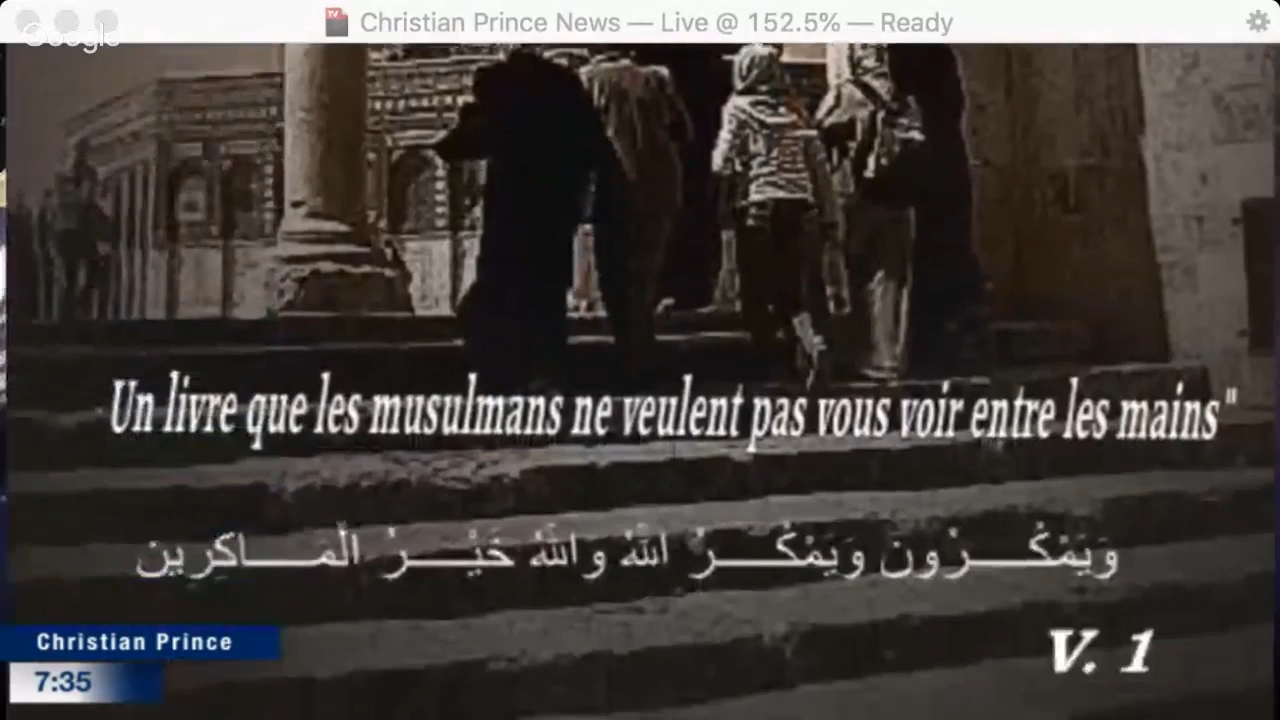 Christian Prince News — Live @ 152.5% — Ready
Google
Un livre que les musulmans ne veulent pas vous voir entre les mains"
وَيَمْكُرُونَ وَيَمْكُرُ اللهُ واللهُ خَيْرُ الْمَاكِرِين
V. 1
Christian Prince
7:35